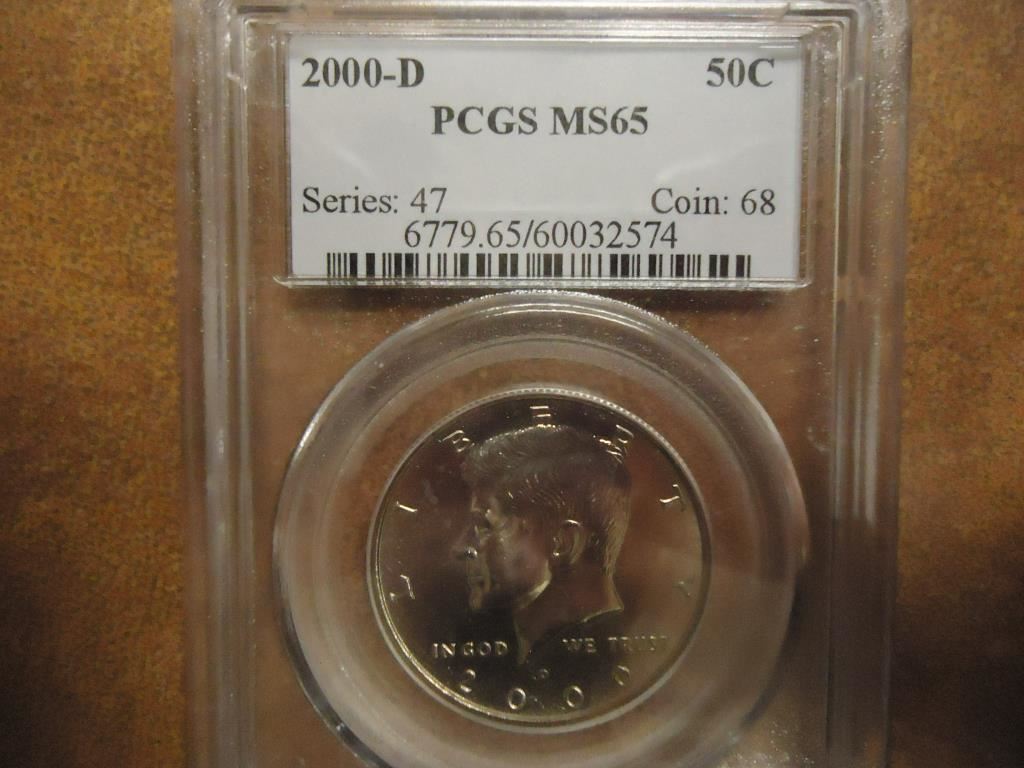 2000-D 50C
PCGS MS65
Series: 47 Coin: 68
6779.65/60032574
LIBERTY
IN GOD WE TRUST
D
2000